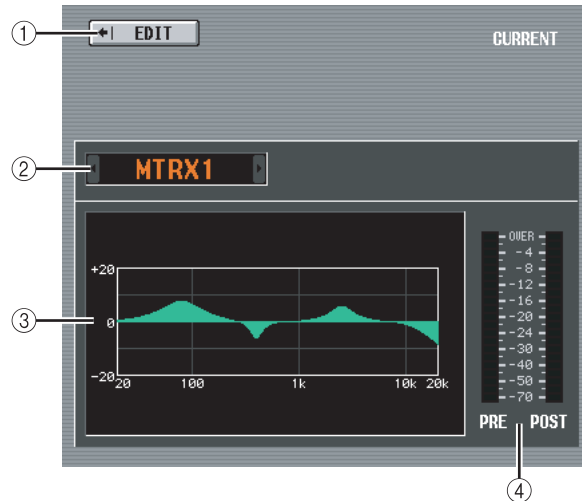 ① EDIT
CURRENT
② MTRX1
OVER
-4
-8
-12
-16
-20
-24
-30
-40
-50
-70
PRE POST
③
+20
0
-20
20 100 1k 10k 20k
④